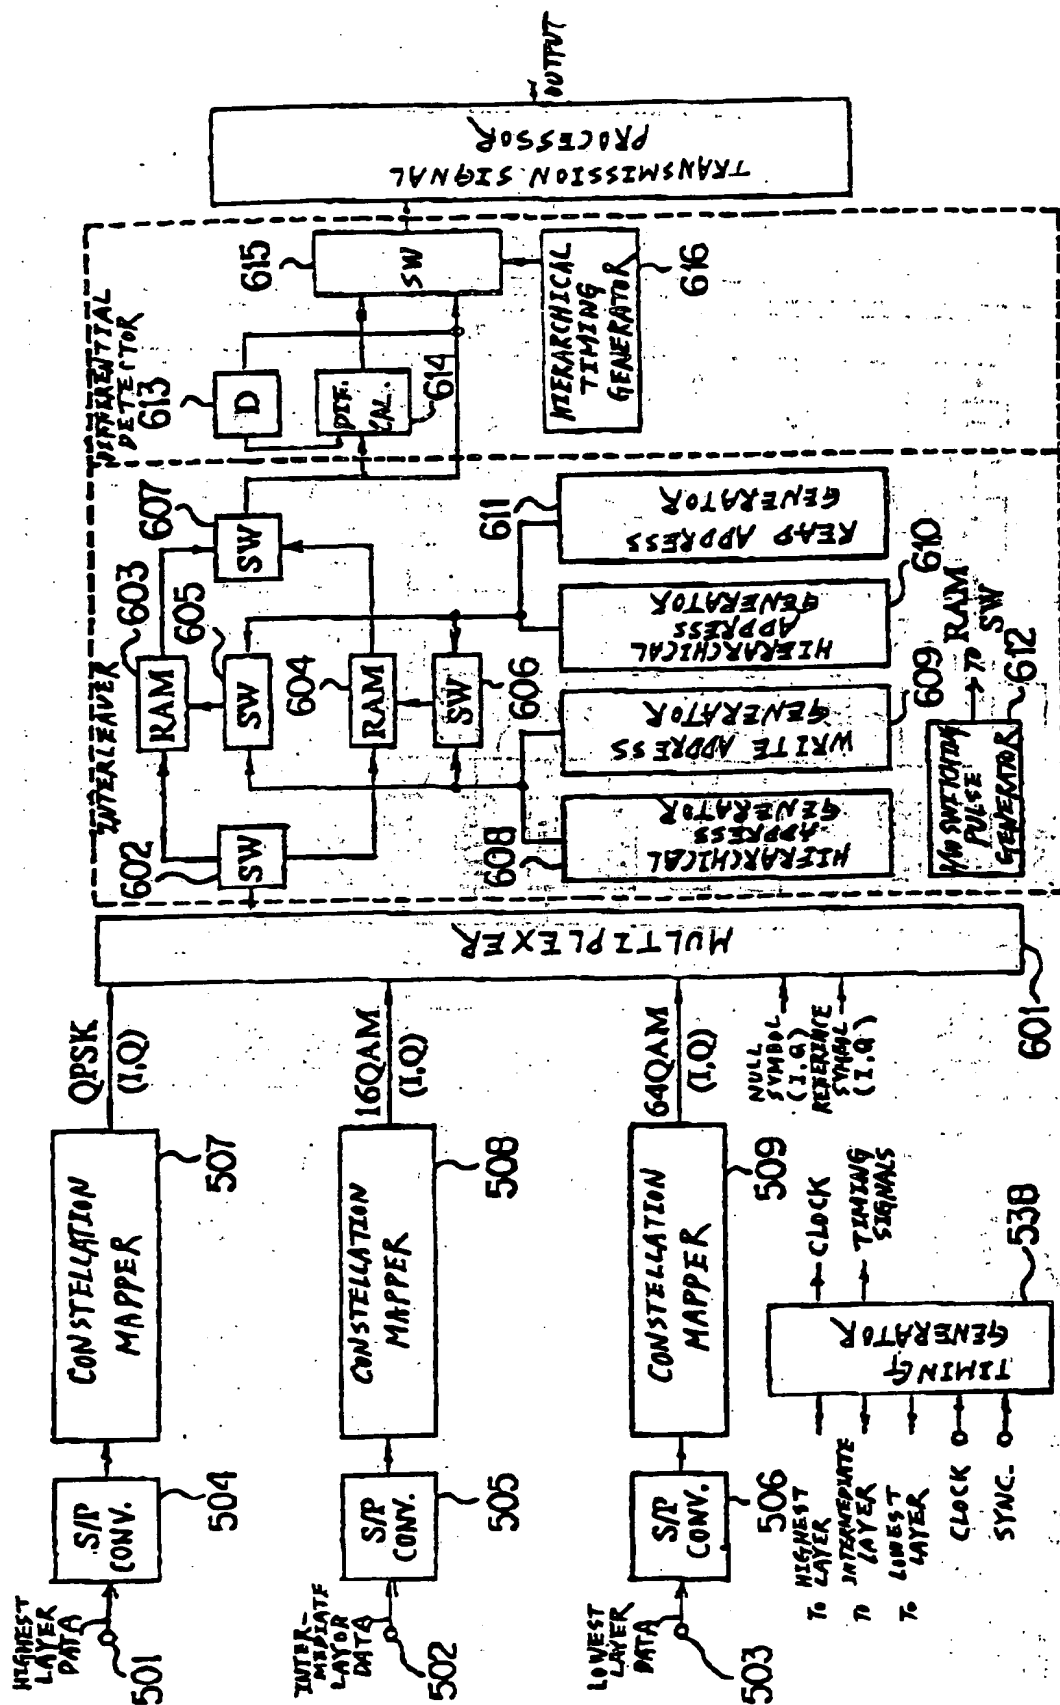 HIGHEST
LAYER
DATA
501
S/P
CONV.
504
CONSTELLATION
MAPPER
507
QPSK
(I,Q)
INTER-
MEDIATE
LAYOR
DATA
502
S/P
CONV.
505
CONSTELLATION
MAPPER
508
16QAM
(I,Q)
LOWEST
LAYER
DATA
503
S/P
CONV.
506
CONSTELLATION
MAPPER
509
64QAM
(I,Q)
NULL
SYMBOL
(I,Q)
REFERENCE
SYMBOL
(I,Q)
TO HIGHEST
LAYER
TO INTERMEDIATE
LAYER
TO LOWEST
LAYER
CLOCK
SYNC.
TIMING
GENERATOR
538
CLOCK
TIMING
SIGNALS
MULTIPLEXER
601
INTERLEAVER
602
SW
RAM
603
SW
605
604
RAM
SW
606
SW
607
608
HIERARCHICAL
ADDRESS
GENERATOR
WRITE ADDRESS
GENERATOR
609
HIERARCHICAL
ADDRESS
GENERATOR
610
READ ADDRESS
GENERATOR
611
SWITCHING
PULSE
GENERATOR
612
TO RAM
SW
DIFFERENTIAL
DETECTOR
613
D
DIF.
CAL.
614
615
SW
HIERARCHICAL
TIMING
GENERATOR
616
TRANSMISSION SIGNAL
PROCESSOR
OUTPUT